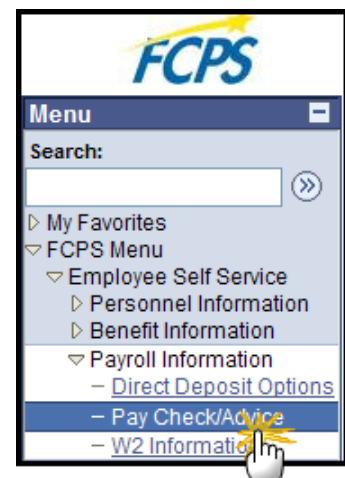 FCPS
Menu
Search:
My Favorites
FCPS Menu
Employee Self Service
Personnel Information
Benefit Information
Payroll Information
– Direct Deposit Options
– Pay Check/Advice
– W2 Information